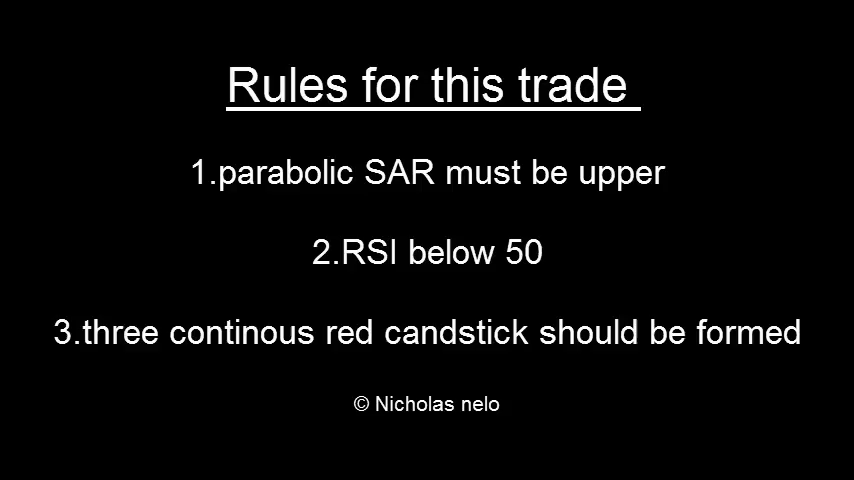 Rules for this trade
1.parabolic SAR must be upper
2.RSI below 50
3.three continous red candstick should be formed
© Nicholas nelo